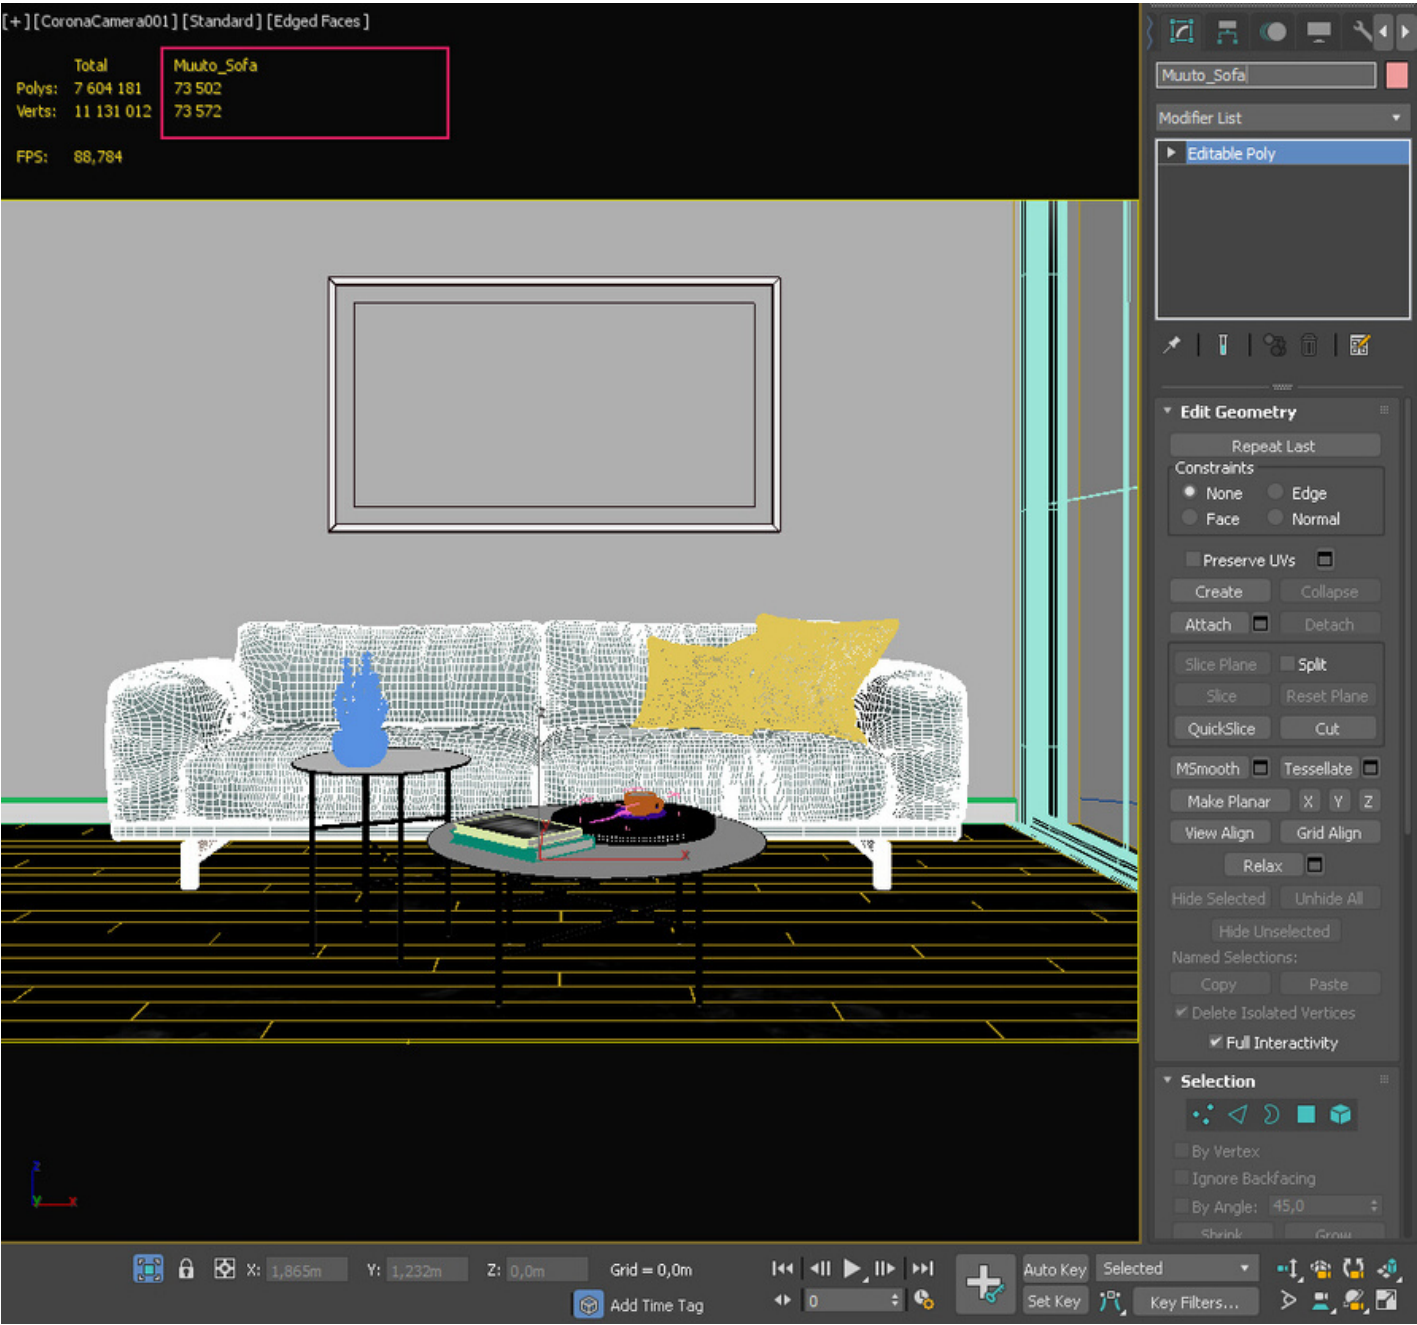 [+] [CoronaCamera001] [Standard] [Edged Faces]
Total Muuto_Sofa
Polys: 7 604 181 73 502
Verts: 11 131 012 73 572
FPS: 88,784
Muuto_Sofa
Modifier List
Editable Poly
Edit Geometry
Repeat Last
Constraints
None Edge
Face Normal
Preserve UVs
Create Collapse
Attach Detach
Slice Plane Split
Slice Reset Plane
QuickSlice Cut
MSmooth Tessellate
Make Planar X Y Z
View Align Grid Align
Relax
Hide Selected Unhide All
Hide Unselected
Named Selections:
Copy Paste
Delete Isolated Vertices
Full Interactivity
Selection
By Vertex
Ignore Backfacing
By Angle: 45,0
Shrink Grow
z
x
z
y x
X: 1,865m Y: 1,232m Z: 0,0m Grid = 0,0m Auto Key Selected
Add Time Tag 0 Set Key Key Filters...